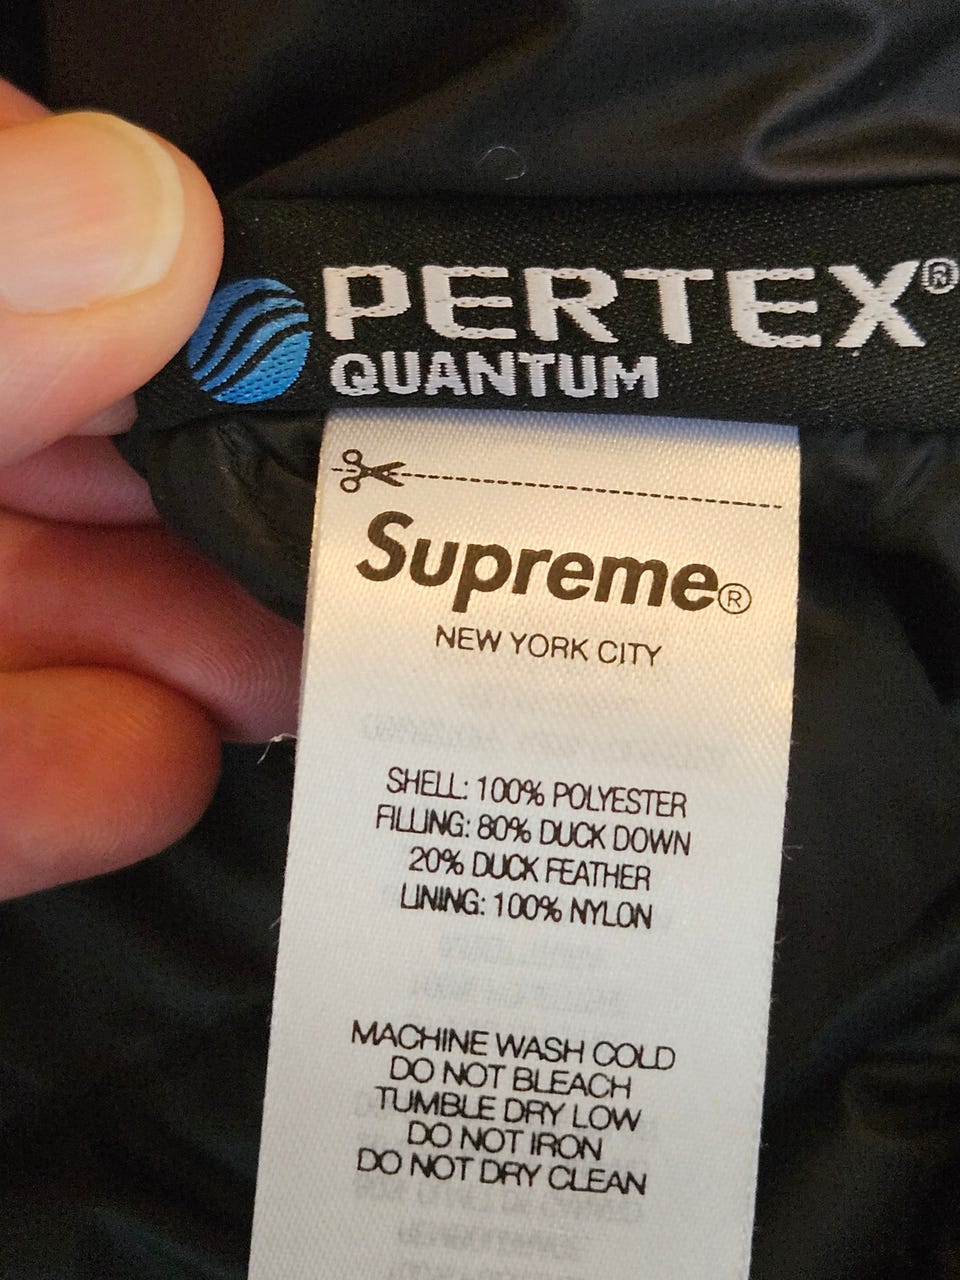 PERTEX®
QUANTUM
Supreme®
NEW YORK CITY
SHELL: 100% POLYESTER
FILLING: 80% DUCK DOWN
20% DUCK FEATHER
LINING: 100% NYLON
MACHINE WASH COLD
DO NOT BLEACH
TUMBLE DRY LOW
DO NOT IRON
DO NOT DRY CLEAN